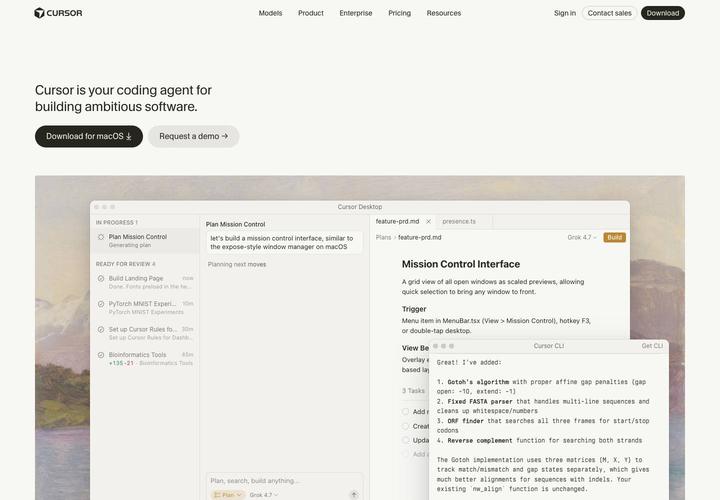 CURSOR
Models Product Enterprise Pricing Resources
Sign in Contact sales Download
Cursor is your coding agent for
building ambitious software.
Download for macOS ↓ Request a demo →
Cursor Desktop
IN PROGRESS 1
Plan Mission Control
Generating plan
READY FOR REVIEW 4
Build Landing Page now
Done. Fonts preload in the he...
PyTorch MNIST Experi... 10m
PyTorch MNIST Experiments
Set up Cursor Rules fo... 30m
Set up Cursor Rules for Dashb...
Bioinformatics Tools 45m
+135 -21 · Bioinformatics Tools
Plan Mission Control
let's build a mission control interface, similar to
the expose-style window manager on macOS
Planning next moves
Plan, search, build anything...
Plan Grok 4.7
feature-prd.md × presence.ts
Plans › feature-prd.md Grok 4.7 Build
Mission Control Interface
A grid view of all open windows as scaled previews, allowing
quick selection to bring any window to front.
Trigger
Menu item in MenuBar.tsx (View > Mission Control), hotkey F3,
or double-tap desktop.
View Be
Overlay
based lay
3 Tasks
Add
Creat
Upda
Add
Cursor CLI Get CLI
Great! I've added:
1. Gotoh's algorithm with proper affine gap penalties (gap
open: -10, extend: -1)
2. Fixed FASTA parser that handles multi-line sequences and
cleans up whitespace/numbers
3. ORF finder that searches all three frames for start/stop
codons
4. Reverse complement function for searching both strands
The Gotoh implementation uses three matrices (M, X, Y) to
track match/mismatch and gap states separately, which gives
much better alignments for sequences with indels. Your
existing `nw_align` function is unchanged.